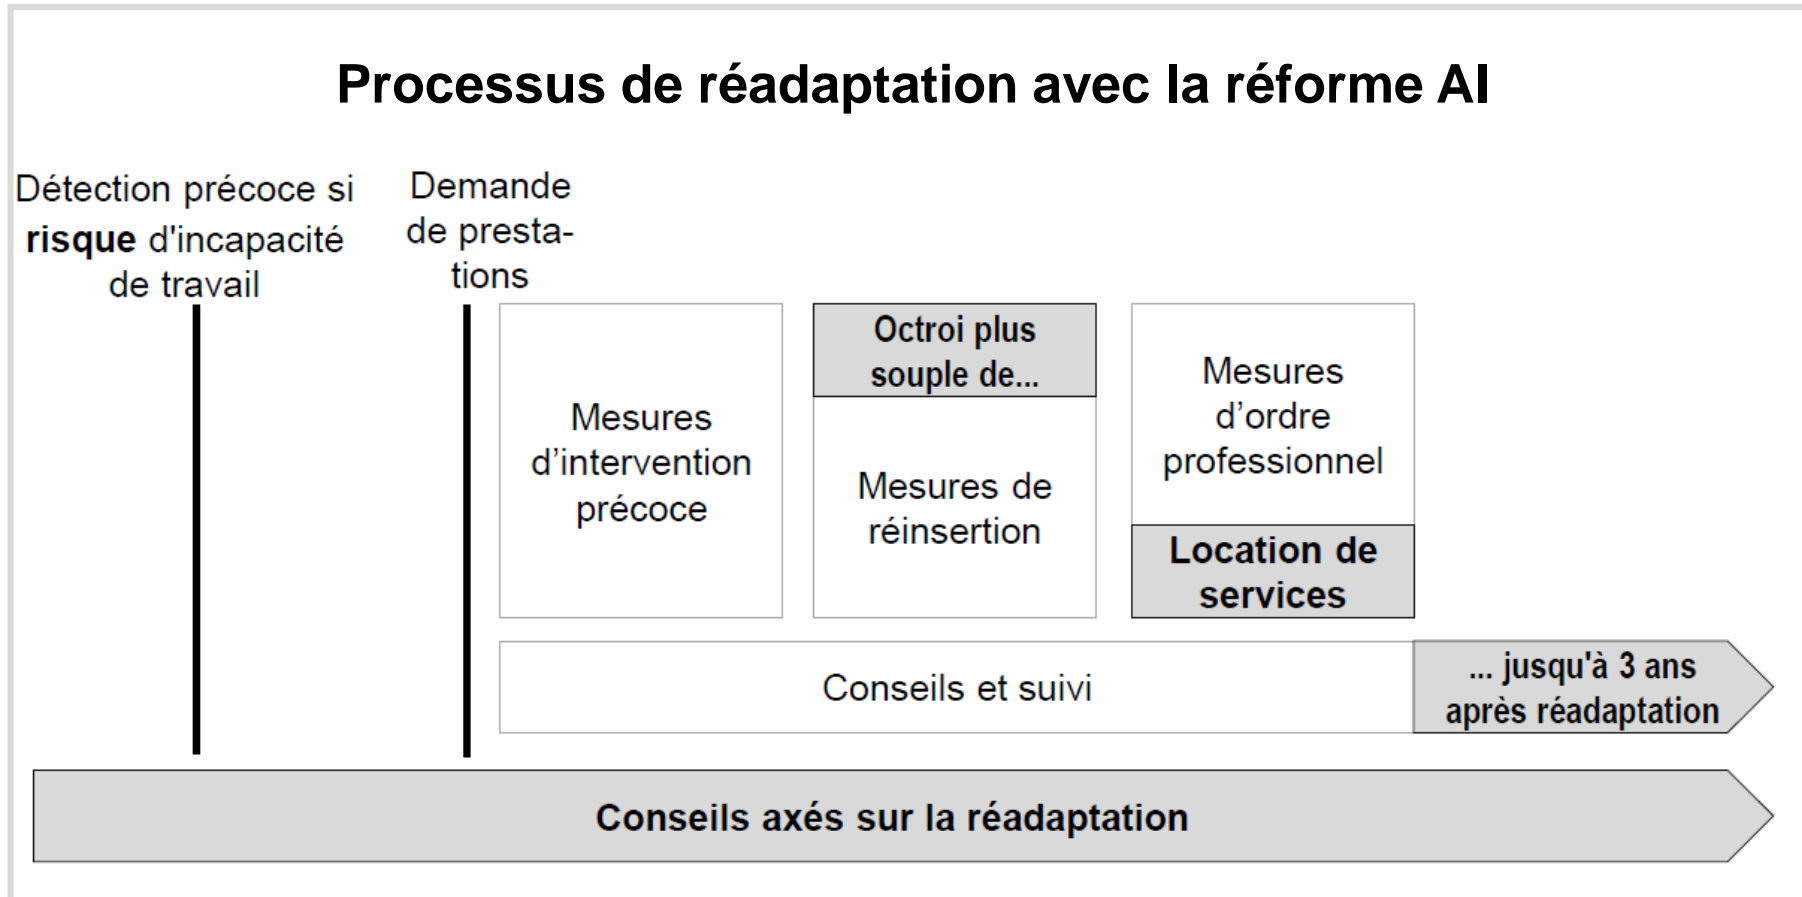 Processus de réadaptation avec la réforme AI
Détection précoce si
risque d'incapacité
de travail
Demande
de presta-
tions
Mesures
d’intervention
précoce
Octroi plus
souple de...
Mesures de
réinsertion
Mesures
d’ordre
professionnel
Location de
services
Conseils et suivi
... jusqu'à 3 ans
après réadaptation
Conseils axés sur la réadaptation